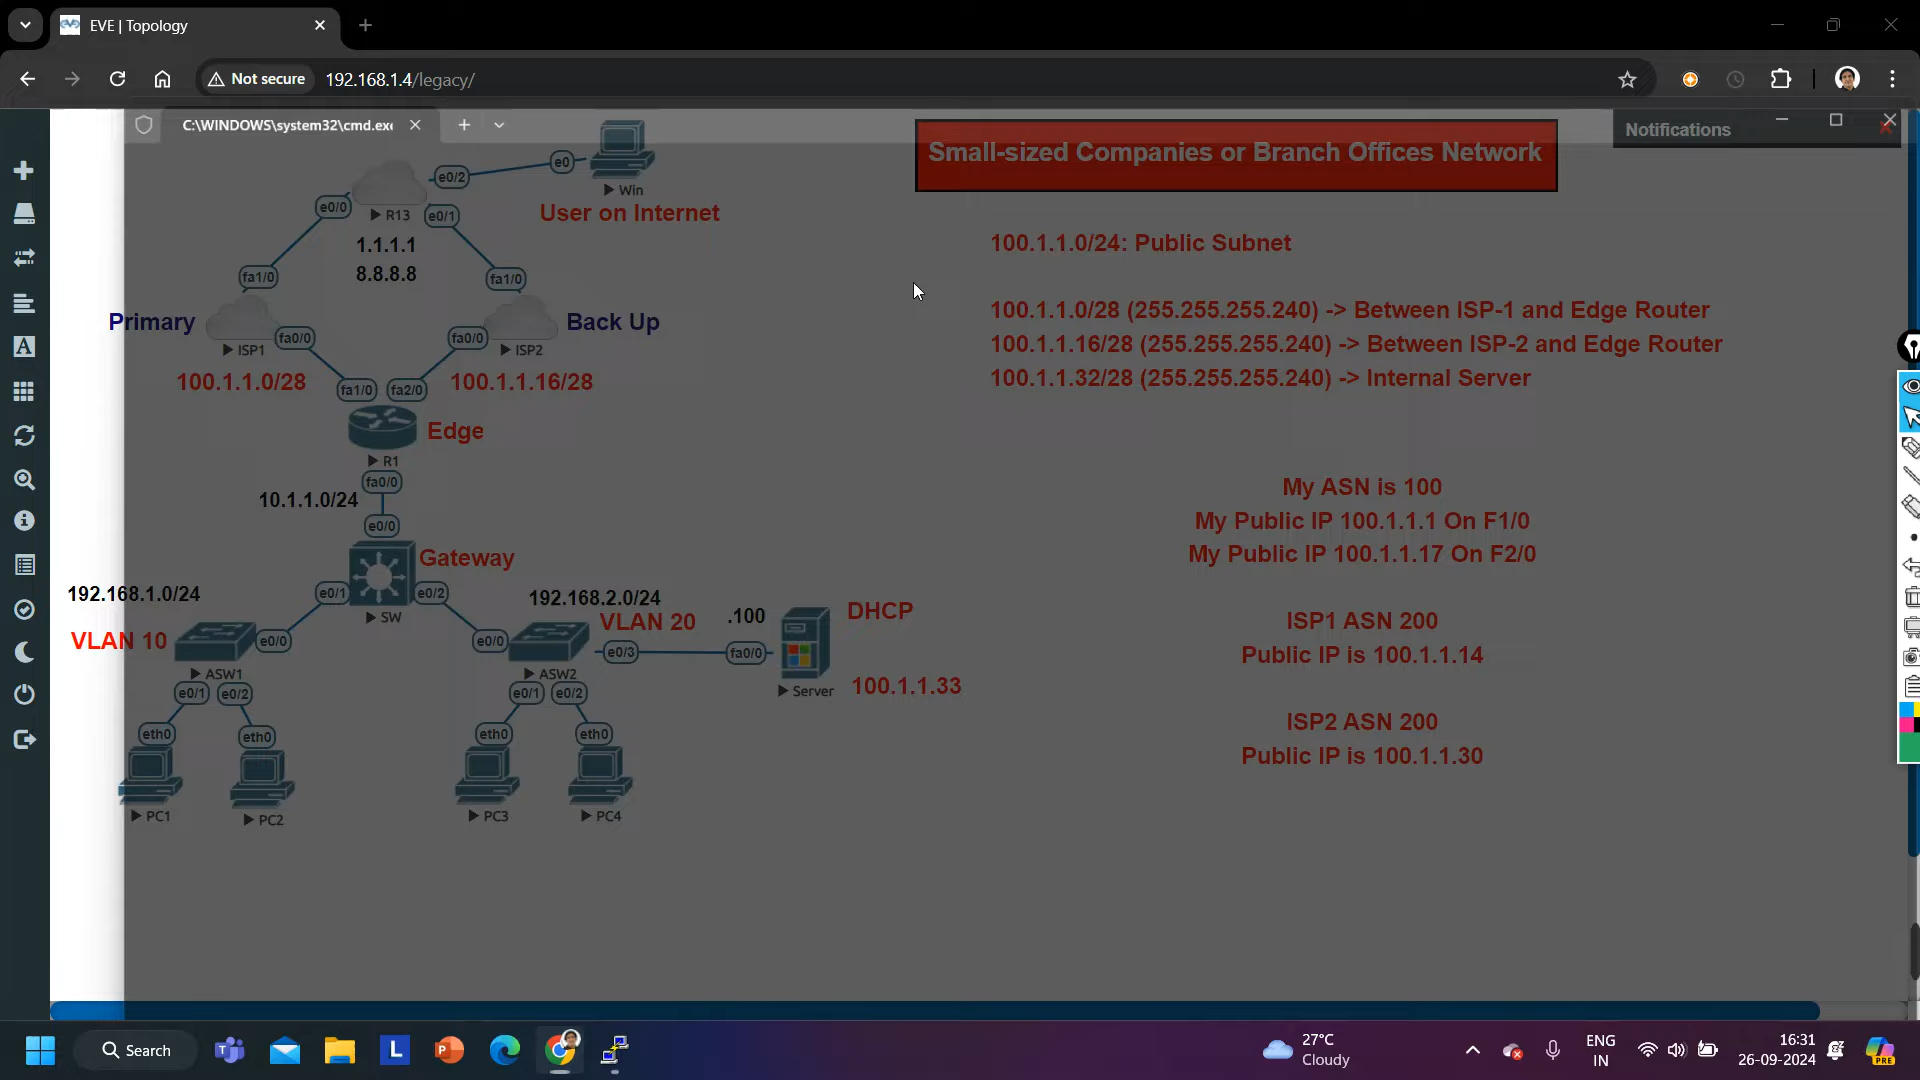 EVE | Topology
Not secure
192.168.1.4/legacy/
C:\WINDOWS\system32\cmd.exe
Notifications
Small-sized Companies or Branch Offices Network
e0/2
e0
Win
User on Internet
e0/0
R13
e0/1
1.1.1.1
8.8.8.8
fa1/0
fa1/0
Primary
fa0/0
fa0/0
Back Up
ISP1
ISP2
100.1.1.0/28
100.1.1.16/28
fa1/0
fa2/0
Edge
R1
fa0/0
10.1.1.0/24
e0/0
Gateway
192.168.1.0/24
e0/1
e0/2
192.168.2.0/24
SW
VLAN 10
e0/0
e0/0
VLAN 20
.100
DHCP
e0/3
fa0/0
ASW1
ASW2
Server
100.1.1.33
e0/1
e0/2
e0/1
e0/2
eth0
eth0
eth0
eth0
PC1
PC2
PC3
PC4
100.1.1.0/24: Public Subnet
100.1.1.0/28 (255.255.255.240) -> Between ISP-1 and Edge Router
100.1.1.16/28 (255.255.255.240) -> Between ISP-2 and Edge Router
100.1.1.32/28 (255.255.255.240) -> Internal Server
My ASN is 100
My Public IP 100.1.1.1 On F1/0
My Public IP 100.1.1.17 On F2/0
ISP1 ASN 200
Public IP is 100.1.1.14
ISP2 ASN 200
Public IP is 100.1.1.30
Search
27°C
Cloudy
ENG
IN
16:31
26-09-2024
PRE